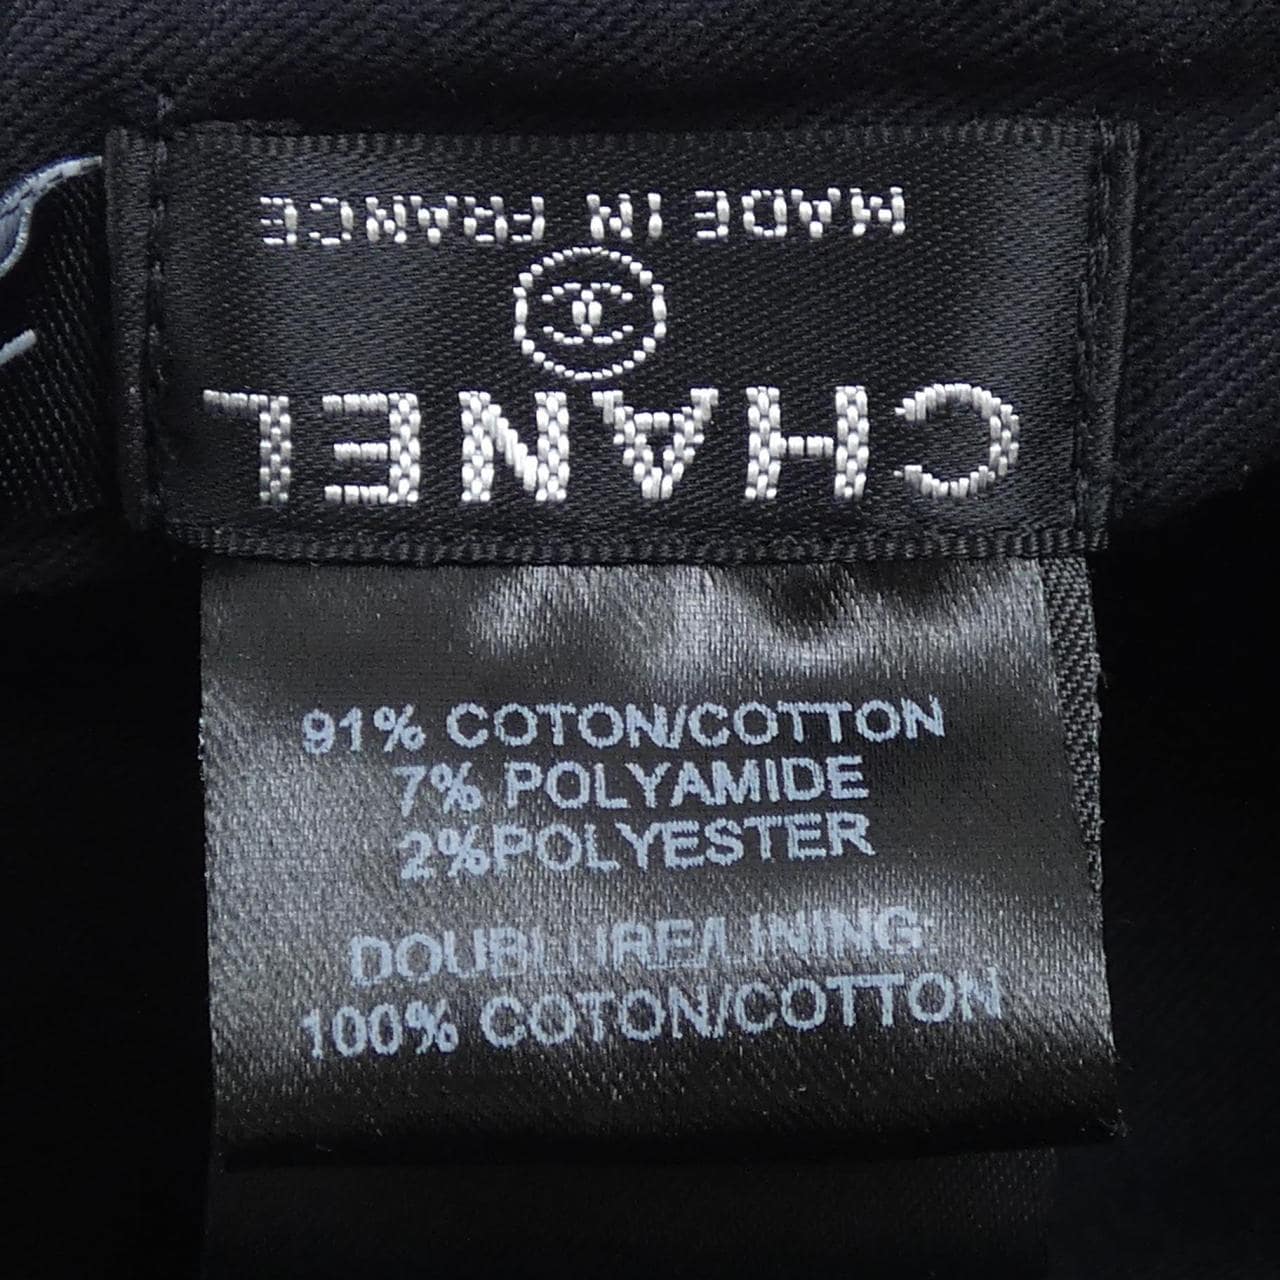 MADE IN FRANCE
CHANEL
91% COTON/COTTON
7% POLYAMIDE
2%POLYESTER
DOUBLURE/LINING:
100% COTON/COTTON